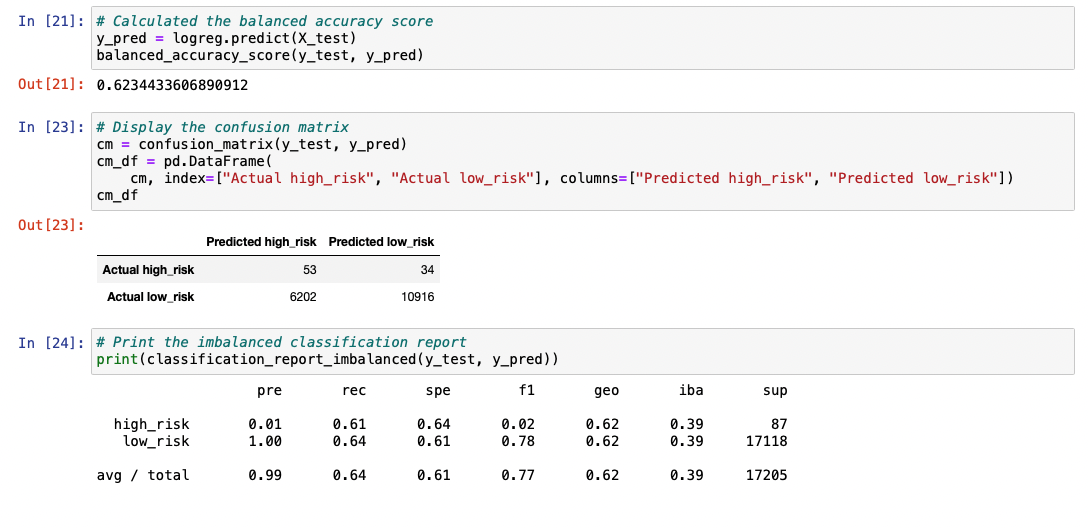 In [21]: # Calculated the balanced accuracy score
y_pred = logreg.predict(X_test)
balanced_accuracy_score(y_test, y_pred)
Out[21]: 0.6234433606890912
In [23]: # Display the confusion matrix
cm = confusion_matrix(y_test, y_pred)
cm_df = pd.DataFrame(
    cm, index=["Actual high_risk", "Actual low_risk"], columns=["Predicted high_risk", "Predicted low_risk"])
cm_df
Out[23]:
Predicted high_risk Predicted low_risk
Actual high_risk 53 34
Actual low_risk 6202 10916
In [24]: # Print the imbalanced classification report
print(classification_report_imbalanced(y_test, y_pred))
pre rec spe f1 geo iba sup
high_risk 0.01 0.61 0.64 0.02 0.62 0.39 87
low_risk 1.00 0.64 0.61 0.78 0.62 0.39 17118
avg / total 0.99 0.64 0.61 0.77 0.62 0.39 17205